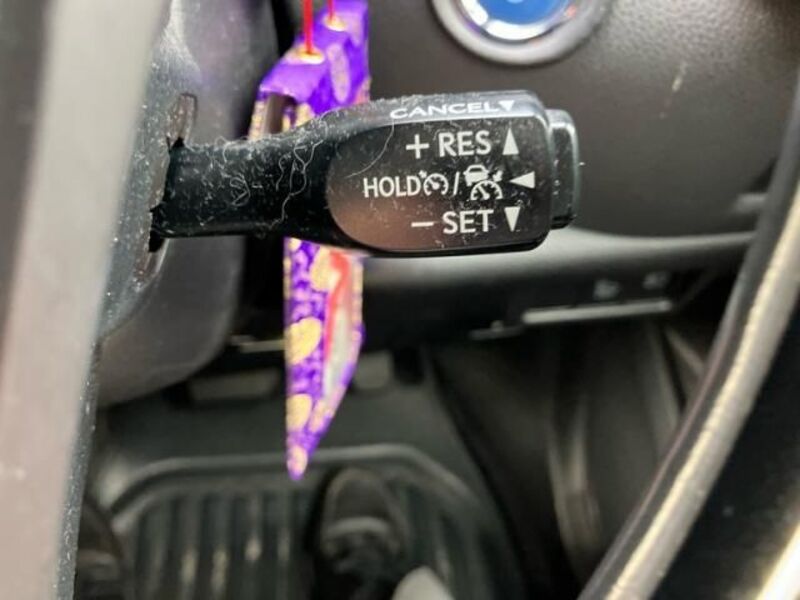 CANCEL▼
+ RES ▲
HOLD / ◀
− SET ▼